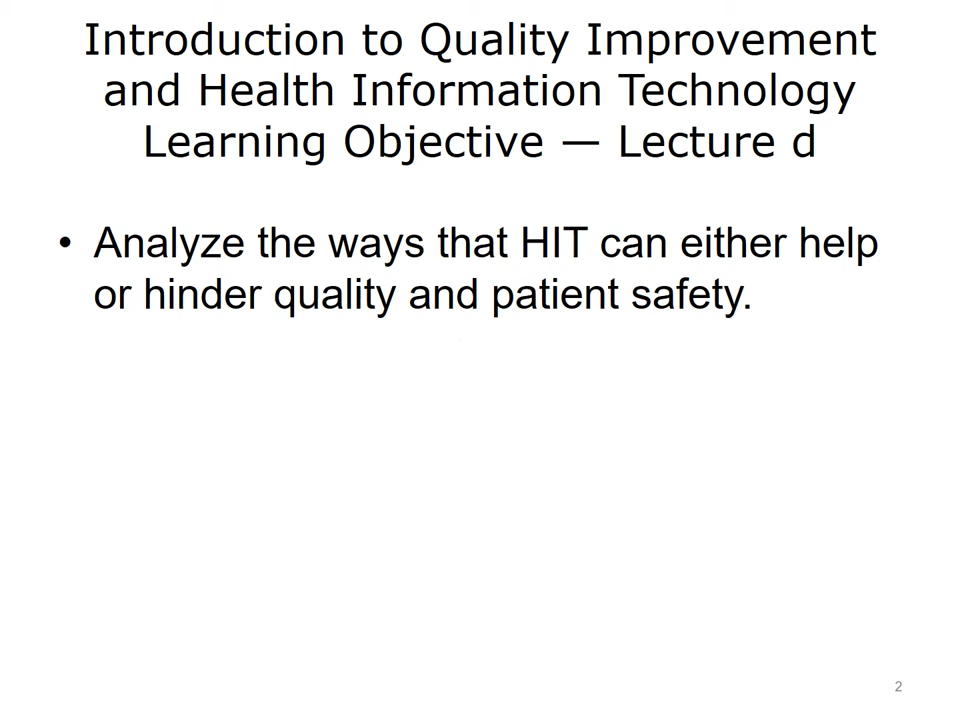 Introduction to Quality Improvement
and Health Information Technology
Learning Objective — Lecture d
• Analyze the ways that HIT can either help
or hinder quality and patient safety.
2